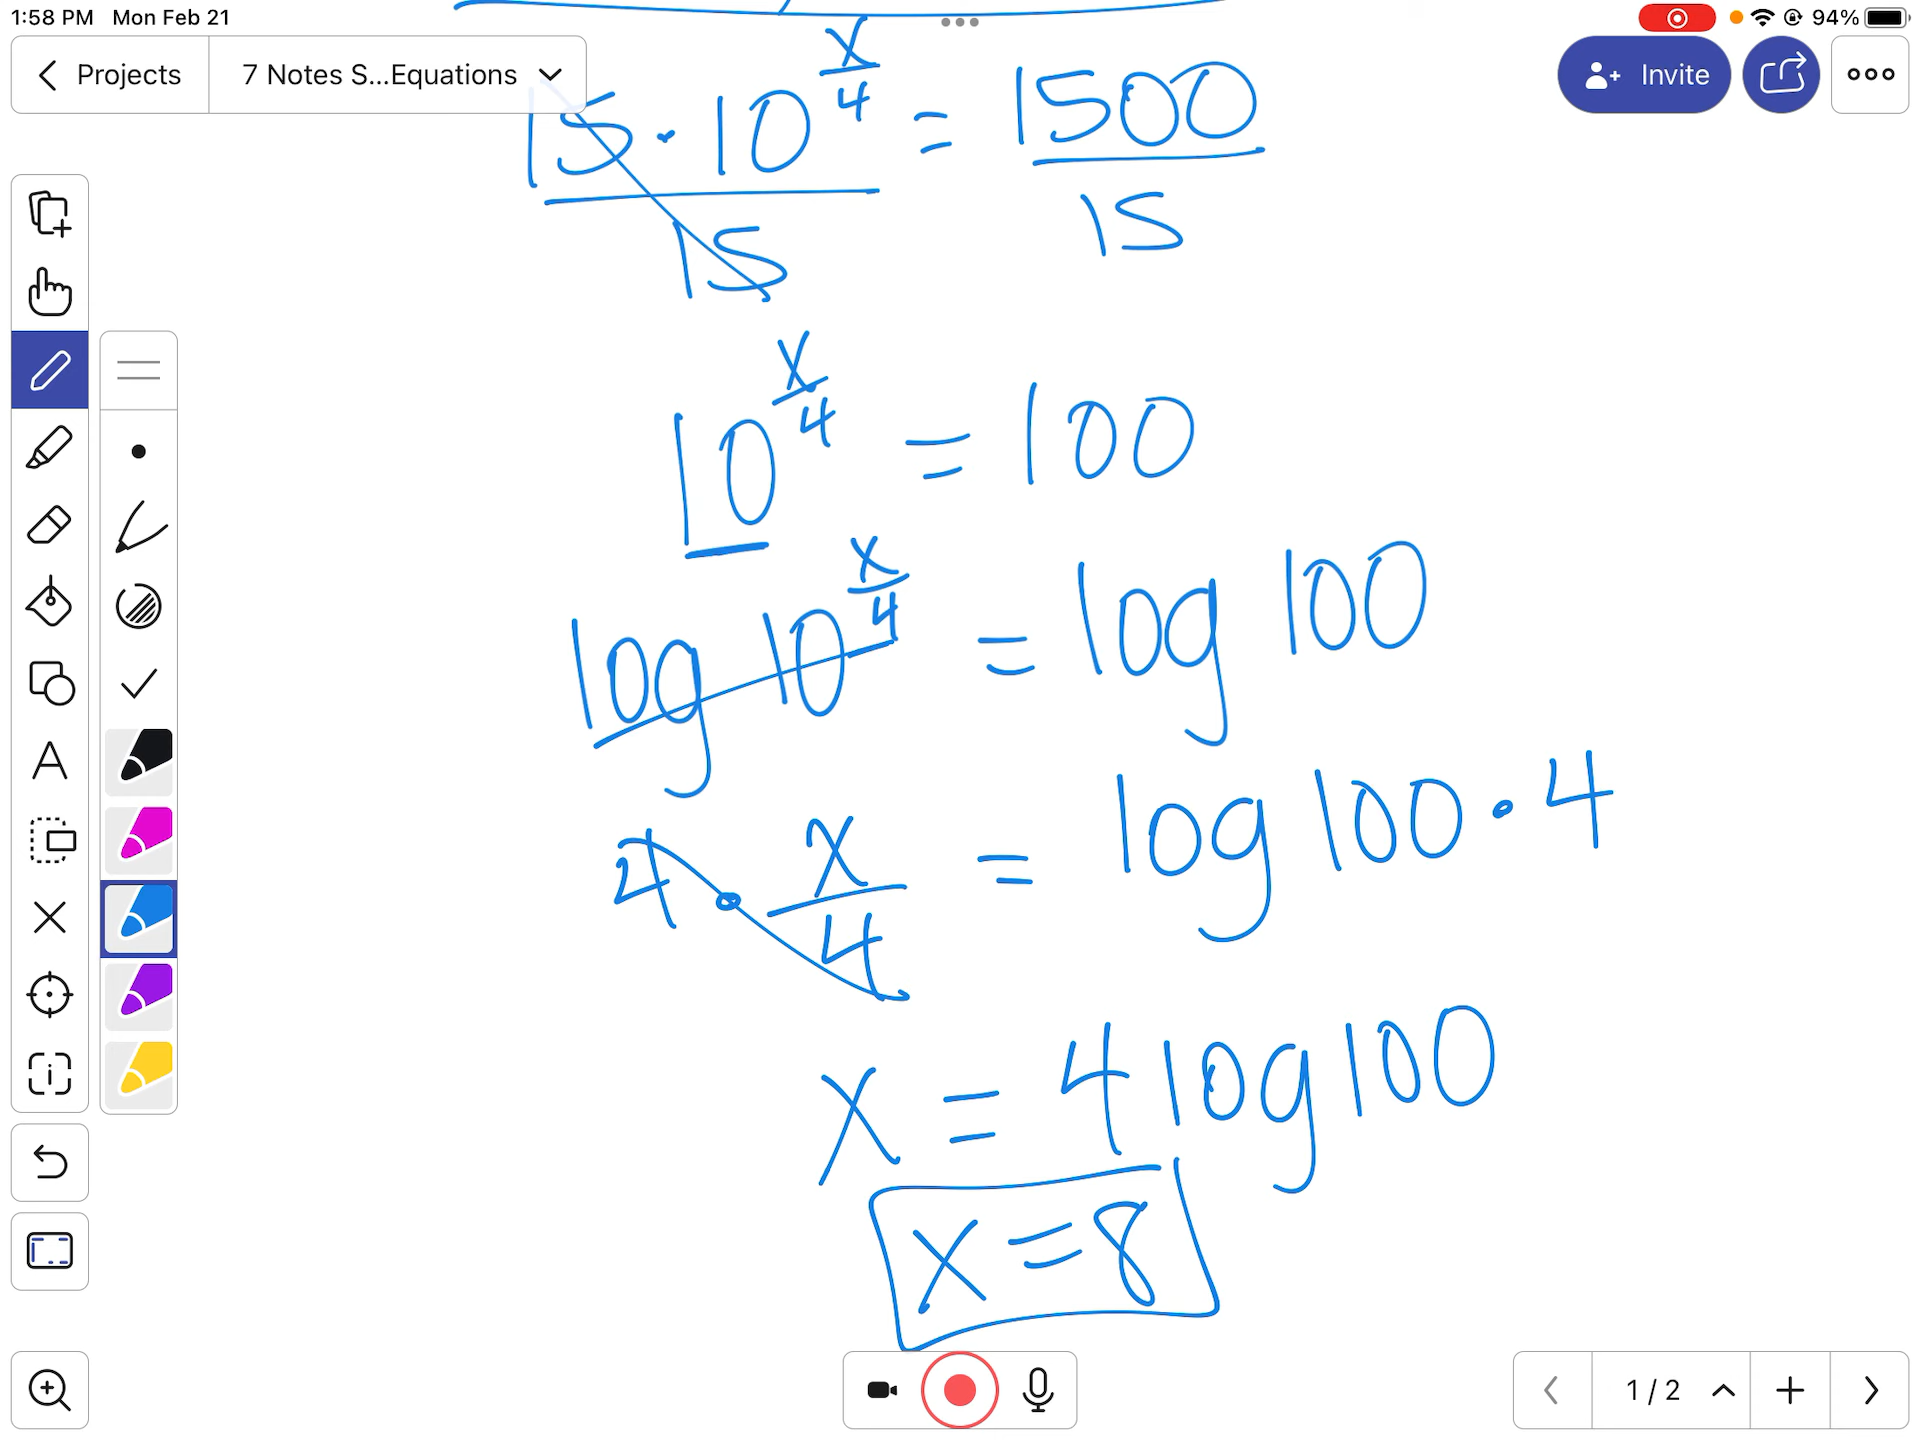 1:58 PM Mon Feb 21
94%
Projects
7 Notes S...Equations
Invite
15 · 10^(x/4) / 15 = 1500 / 15
10^(x/4) = 100
log 10^(x/4) = log 100
4 · x/4 = log 100 · 4
x = 4 log 100
x = 8
A
1 / 2